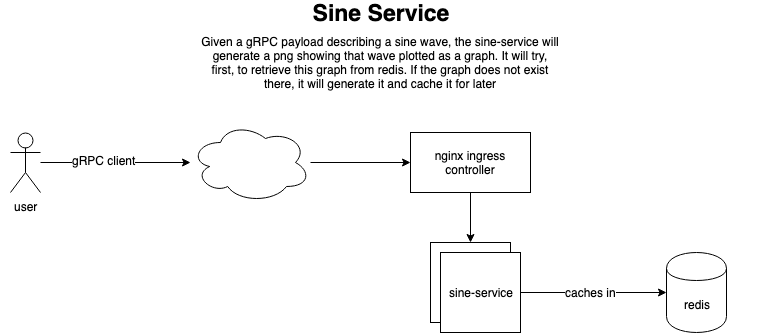 Sine Service
Given a gRPC payload describing a sine wave, the sine-service will
generate a png showing that wave plotted as a graph. It will try,
first, to retrieve this graph from redis. If the graph does not exist
there, it will generate it and cache it for later
gRPC client
nginx ingress
controller
user
sine-service
caches in
redis